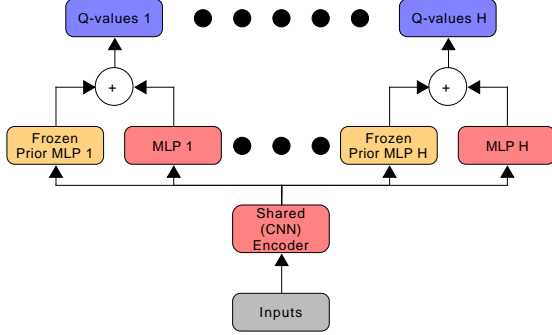 Q-values 1
Q-values H
+
+
Frozen
Prior MLP 1
MLP 1
Frozen
Prior MLP H
MLP H
Shared
(CNN)
Encoder
Inputs